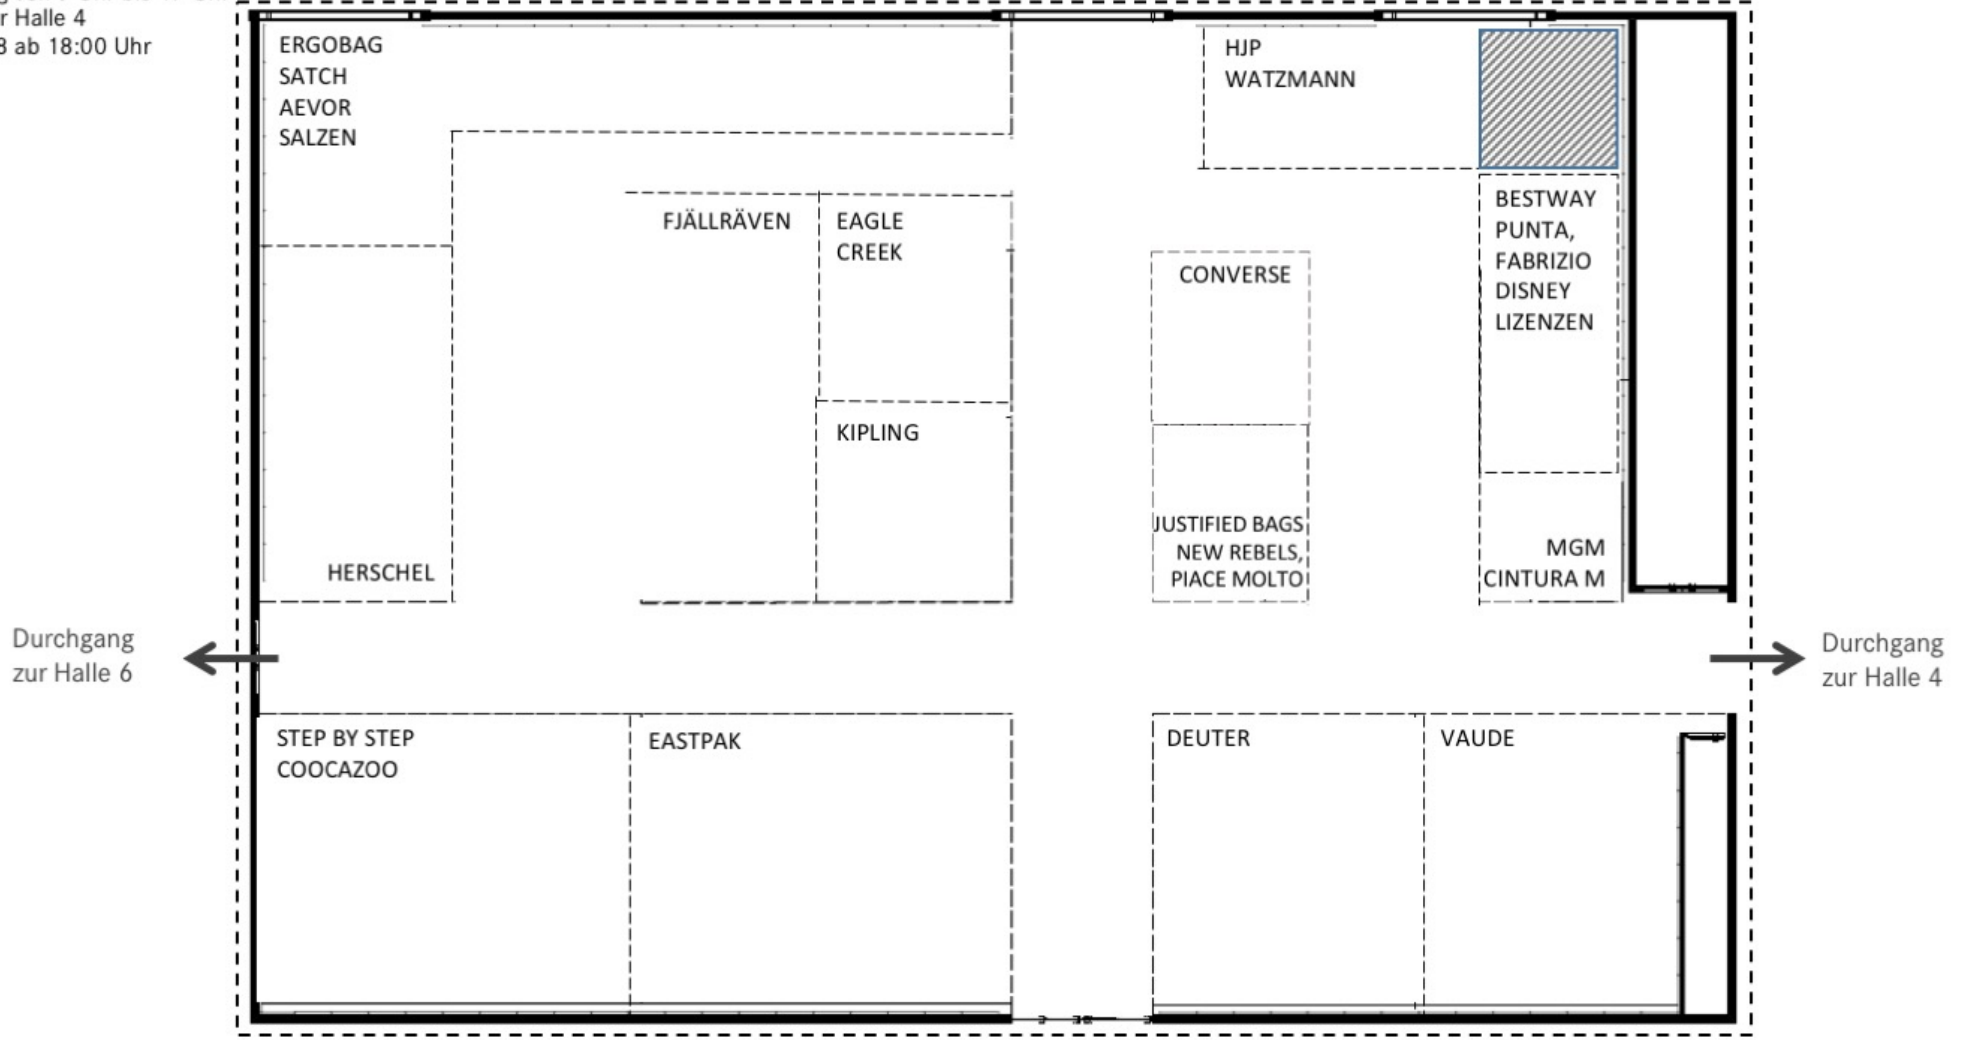 r Halle 4
8 ab 18:00 Uhr
ERGOBAG
SATCH
AEVOR
SALZEN
HJP
WATZMANN
FJÄLLRÄVEN
EAGLE
CREEK
BESTWAY
PUNTA,
FABRIZIO
DISNEY
LIZENZEN
CONVERSE
KIPLING
JUSTIFIED BAGS
NEW REBELS,
PIACE MOLTO
MGM
CINTURA M
HERSCHEL
Durchgang
zur Halle 6
Durchgang
zur Halle 4
STEP BY STEP
COOCAZOO
EASTPAK
DEUTER
VAUDE